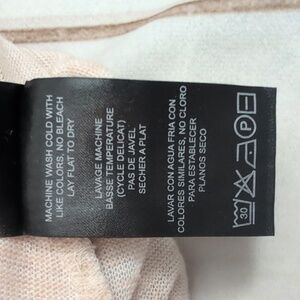 MACHINE WASH COLD WITH
LIKE COLORS, NO BLEACH
LAY FLAT TO DRY
LAVAGE MACHINE
BASSE TEMPERATURE
(CYCLE DELICAT)
PAS DE JAVEL
SECHER A PLAT
LAVAR CON AGUA FRIA CON
COLORES SIMILARES, NO CLORO
PARA ESTABLECER
PLANOS SECO
30 P